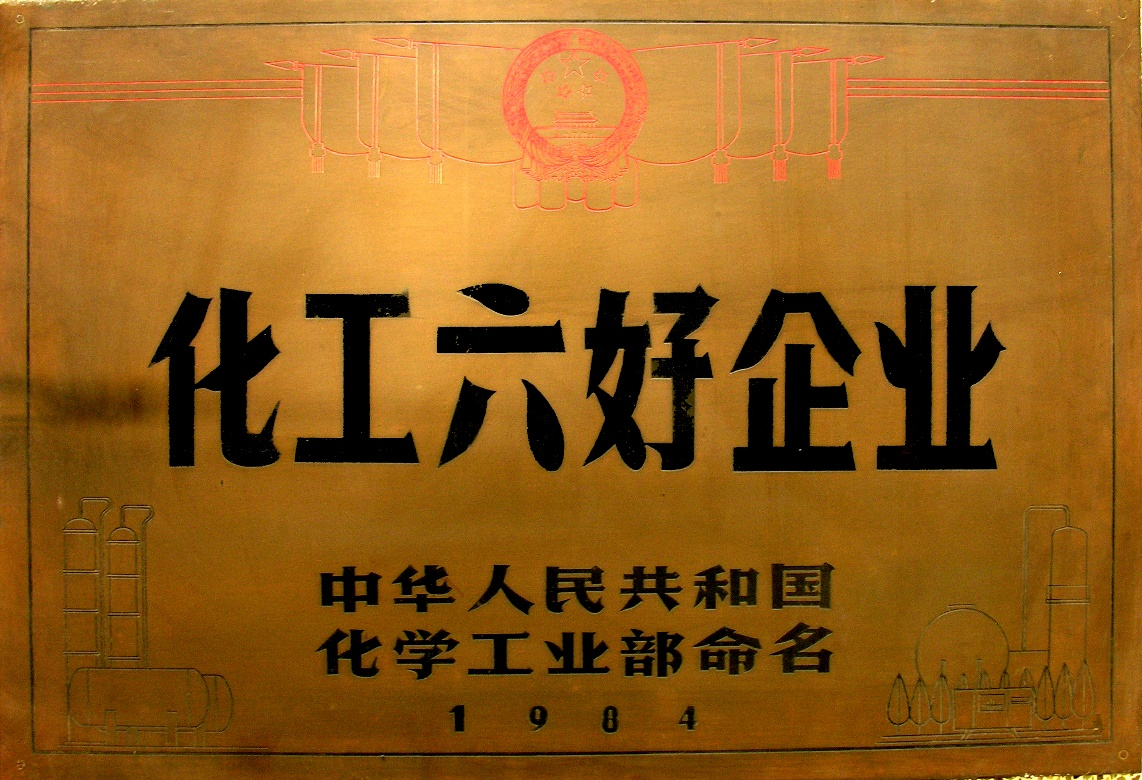 化工六好企业
中华人民共和国
化学工业部命名
1984